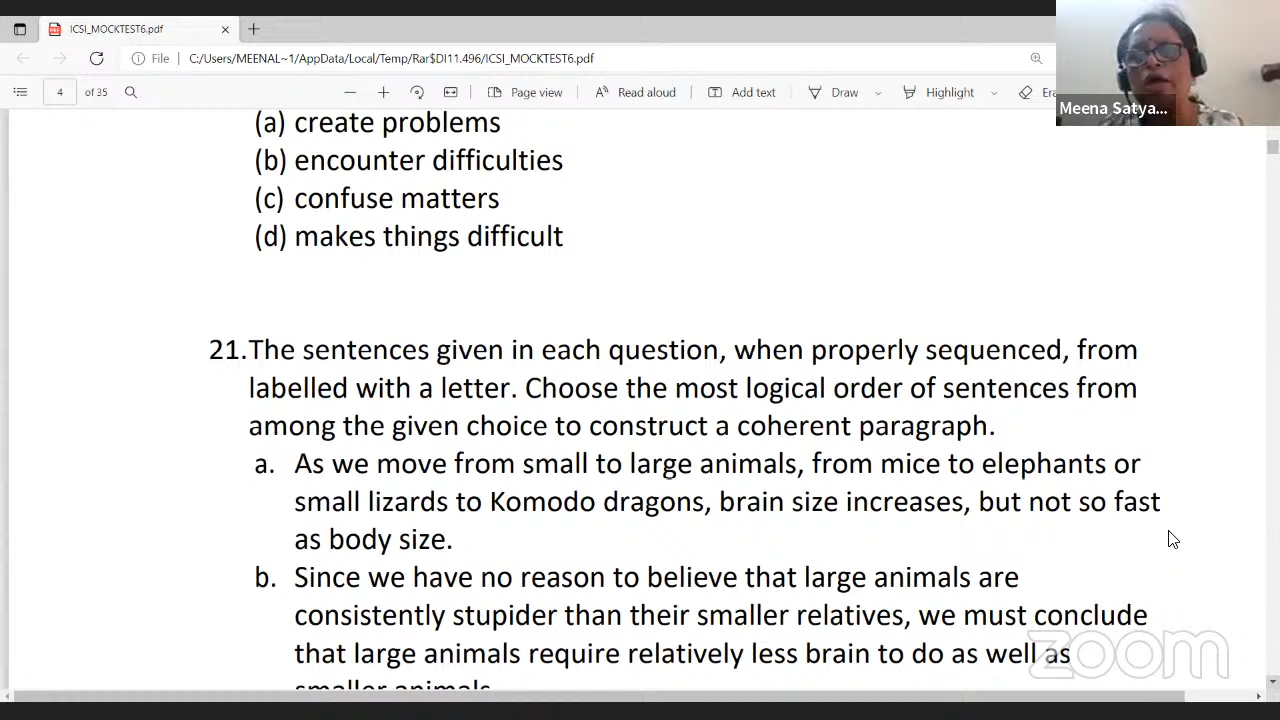 ICSI_MOCKTEST6.pdf
File C:/Users/MEENAL~1/AppData/Local/Temp/Rar$DI11.496/ICSI_MOCKTEST6.pdf
4 of 35 Page view Read aloud Add text Draw Highlight Era
Meena Satya...
(a) create problems
(b) encounter difficulties
(c) confuse matters
(d) makes things difficult
21.The sentences given in each question, when properly sequenced, from
labelled with a letter. Choose the most logical order of sentences from
among the given choice to construct a coherent paragraph.
a. As we move from small to large animals, from mice to elephants or
small lizards to Komodo dragons, brain size increases, but not so fast
as body size.
b. Since we have no reason to believe that large animals are
consistently stupider than their smaller relatives, we must conclude
that large animals require relatively less brain to do as well as
smaller animals
zoom